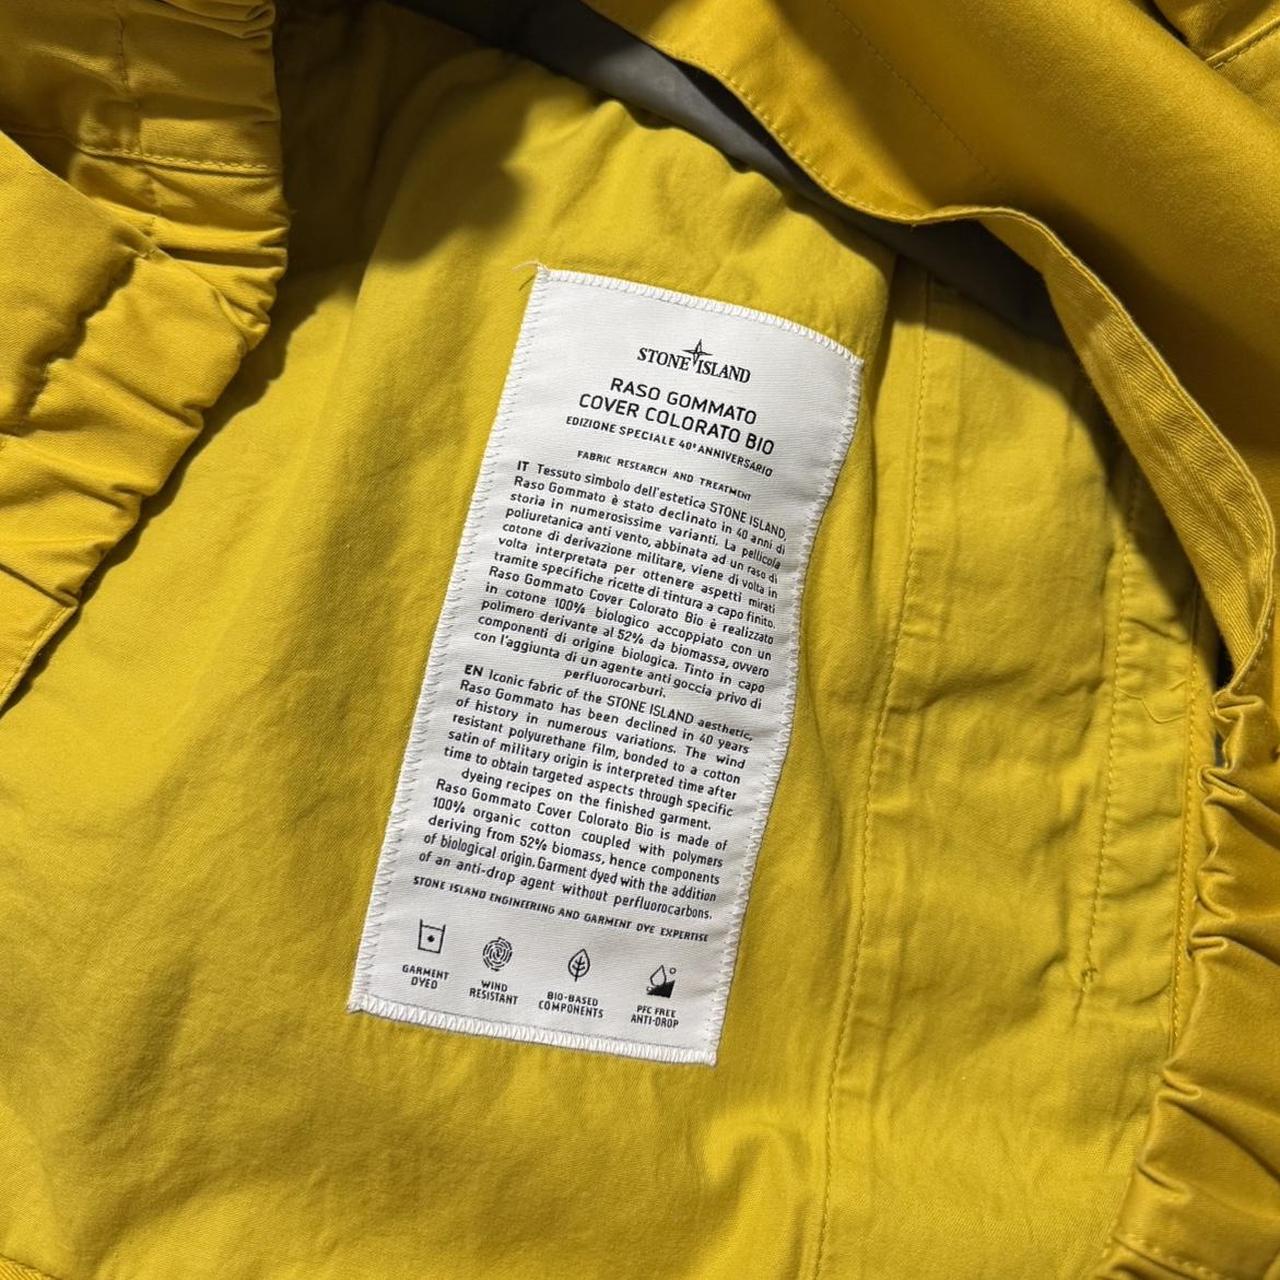 STONE ISLAND
RASO GOMMATO
COVER COLORATO BIO
EDIZIONE SPECIALE 40° ANNIVERSARIO
FABRIC RESEARCH AND TREATMENT
IT Tessuto simbolo dell'estetica STONE ISLAND,
Raso Gommato è stato declinato in 40 anni di
storia in numerosissime varianti. La pellicola
poliuretanica anti vento, abbinata ad un raso di
cotone di derivazione militare, viene di volta in
volta interpretata per ottenere aspetti mirati
tramite specifiche ricette di tintura a capo finito.
Raso Gommato Cover Colorato Bio è realizzato
in cotone 100% biologico accoppiato con un
polimero derivante al 52% da biomassa, ovvero
componenti di origine biologica. Tinto in capo
con l'aggiunta di un agente anti goccia privo di
perfluorocarburi.
EN Iconic fabric of the STONE ISLAND aesthetic,
Raso Gommato has been declined in 40 years
of history in numerous variations. The wind
resistant polyurethane film, bonded to a cotton
satin of military origin is interpreted time after
time to obtain targeted aspects through specific
dyeing recipes on the finished garment.
Raso Gommato Cover Colorato Bio is made of
100% organic cotton coupled with polymers
deriving from 52% biomass, hence components
of biological origin. Garment dyed with the addition
of an anti-drop agent without perfluorocarbons.
STONE ISLAND ENGINEERING AND GARMENT DYE EXPERTISE
GARMENT DYED
WIND RESISTANT
BIO-BASED COMPONENTS
PFC FREE ANTI-DROP